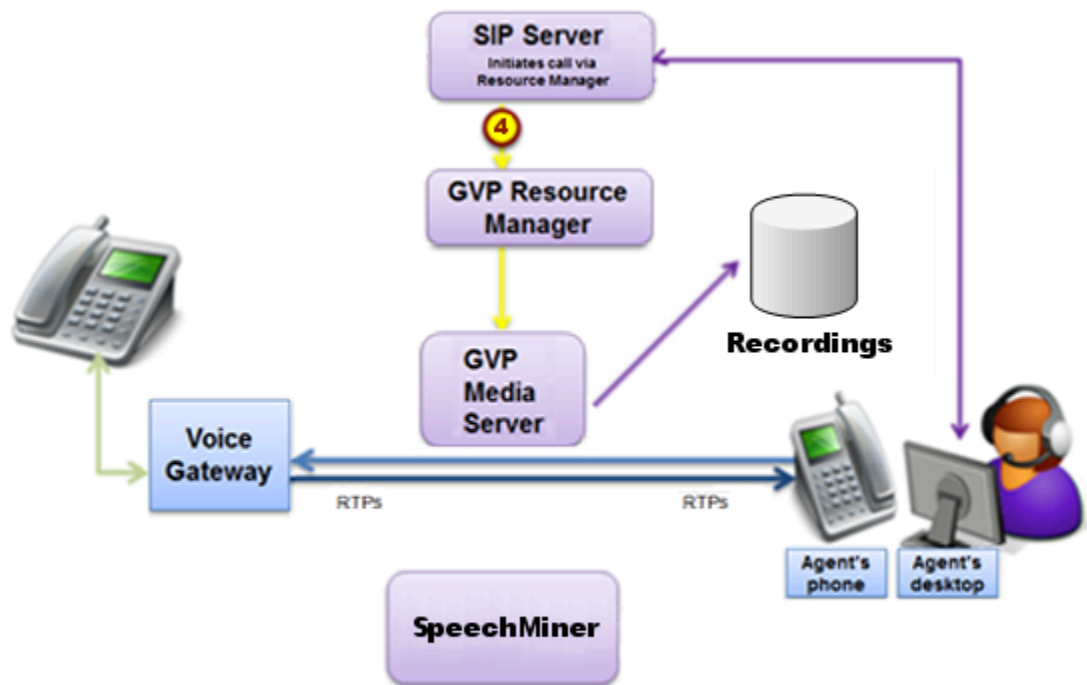 SIP Server
Initiates call via
Resource Manager
4
GVP Resource
Manager
Recordings
GVP
Media
Server
Voice
Gateway
RTPs
RTPs
Agent's
phone
Agent's
desktop
SpeechMiner